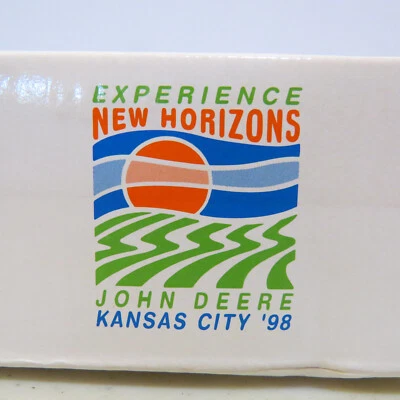 EXPERIENCE
NEW HORIZONS
JOHN DEERE
KANSAS CITY '98